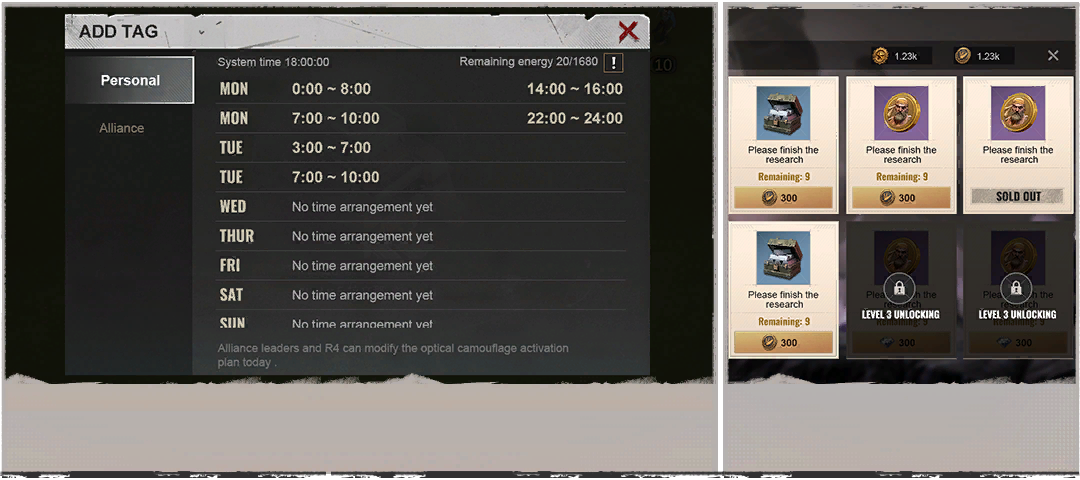 ADD TAG
Personal
Alliance
System time 18:00:00
Remaining energy 20/1680 !
10
MON 0:00 ~ 8:00 14:00 ~ 16:00
MON 7:00 ~ 10:00 22:00 ~ 24:00
TUE 3:00 ~ 7:00
TUE 7:00 ~ 10:00
WED No time arrangement yet
THUR No time arrangement yet
FRI No time arrangement yet
SAT No time arrangement yet
SUN No time arrangement yet
Alliance leaders and R4 can modify the optical camouflage activation
plan today .
1.23k 1.23k
Please finish the
research
Remaining: 9
300
Please finish the
research
Remaining: 9
300
Please finish the
research
SOLD OUT
Please finish the
research
Remaining: 9
300
Please finish the
research
LEVEL 3 UNLOCKING
300
Please finish the
research
LEVEL 3 UNLOCKING
300